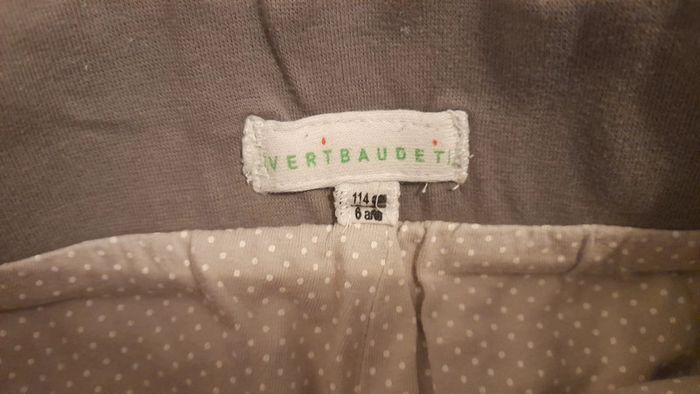 VERTBAUDET
114 cm
6 ans